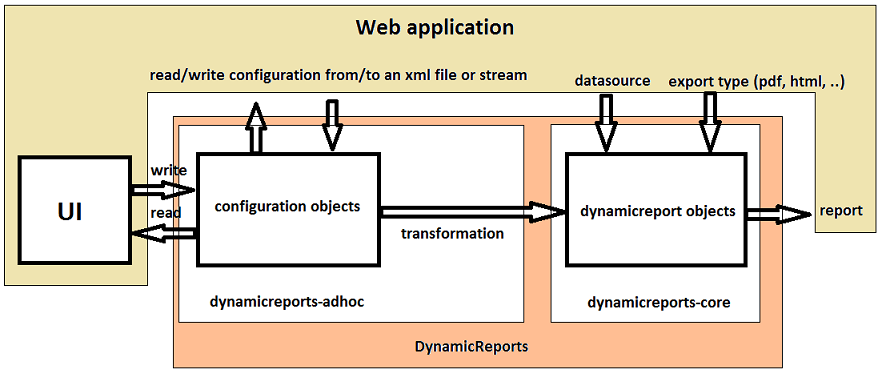 Web application
read/write configuration from/to an xml file or stream
datasource
export type (pdf, html, ..)
write
UI
configuration objects
dynamicreport objects
report
read
transformation
dynamicreports-adhoc
dynamicreports-core
DynamicReports